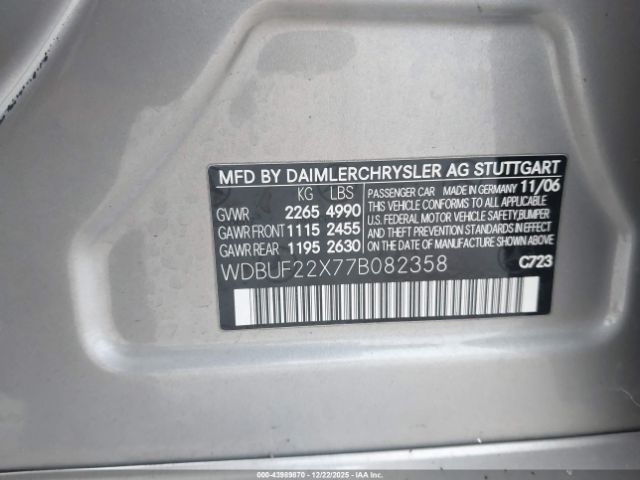 MFD BY DAIMLERCHRYSLER AG STUTTGART
KG LBS
GVWR 2265 4990
GAWR FRONT 1115 2455
GAWR REAR 1195 2630
PASSENGER CAR MADE IN GERMANY 11/06
THIS VEHICLE CONFORMS TO ALL APPLICABLE
U.S. FEDERAL MOTOR VEHICLE SAFETY, BUMPER
AND THEFT PREVENTION STANDARDS IN EFFECT
ON THE DATE OF MANUFACTURE SHOWN ABOVE.
WDBUF22X77B082358 C723
000-43989870 - 12/22/2025 - IAAI.COM